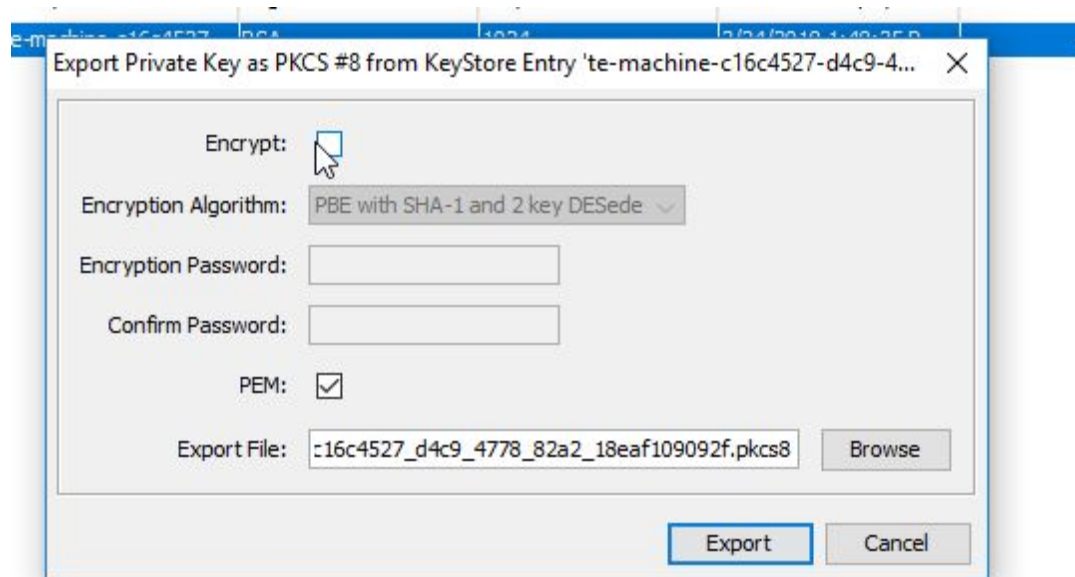 Export Private Key as PKCS #8 from KeyStore Entry 'te-machine-c16c4527-d4c9-4...
Encrypt:
Encryption Algorithm: PBE with SHA-1 and 2 key DESede
Encryption Password:
Confirm Password:
PEM:
Export File: :16c4527_d4c9_4778_82a2_18eaf109092f.pkcs8 Browse
Export Cancel